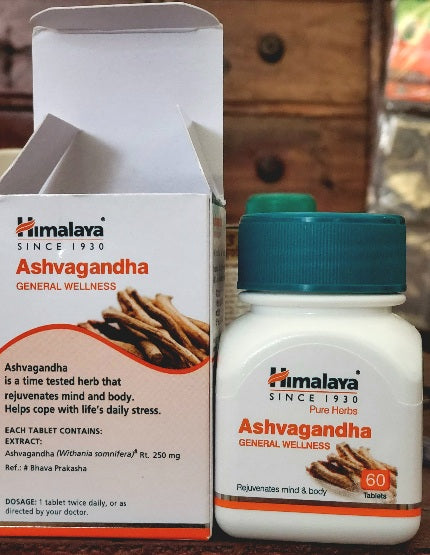 Himalaya
SINCE 1930
Ashvagandha
GENERAL WELLNESS
Ashvagandha
is a time tested herb that
rejuvenates mind and body.
Helps cope with life's daily stress.
EACH TABLET CONTAINS:
EXTRACT:
Ashvagandha (Withania somnifera)# Rt. 250 mg
Ref.: # Bhava Prakasha
DOSAGE: 1 tablet twice daily, or as
directed by your doctor.
Himalaya
SINCE 1930
Pure Herbs
Ashvagandha
GENERAL WELLNESS
Rejuvenates mind & body
60
Tablets